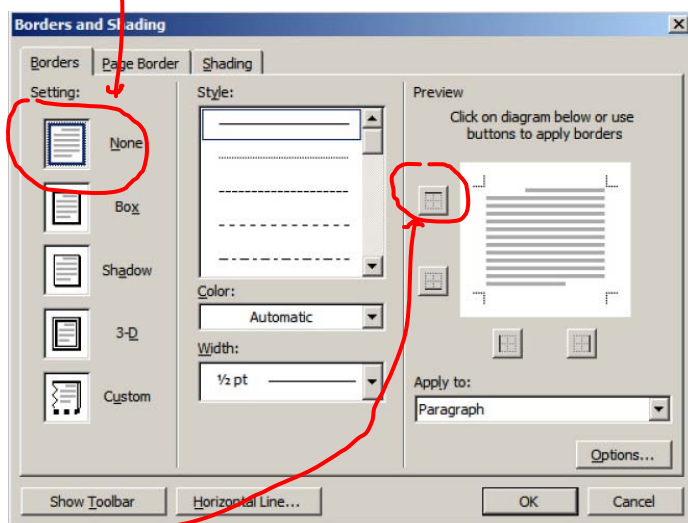 Borders and Shading
Borders
Page Border
Shading
Setting:
None
Box
Shadow
3-D
Custom
Style:
Color:
Automatic
Width:
½ pt
Preview
Click on diagram below or use
buttons to apply borders
Apply to:
Paragraph
Options...
Show Toolbar
Horizontal Line...
OK
Cancel